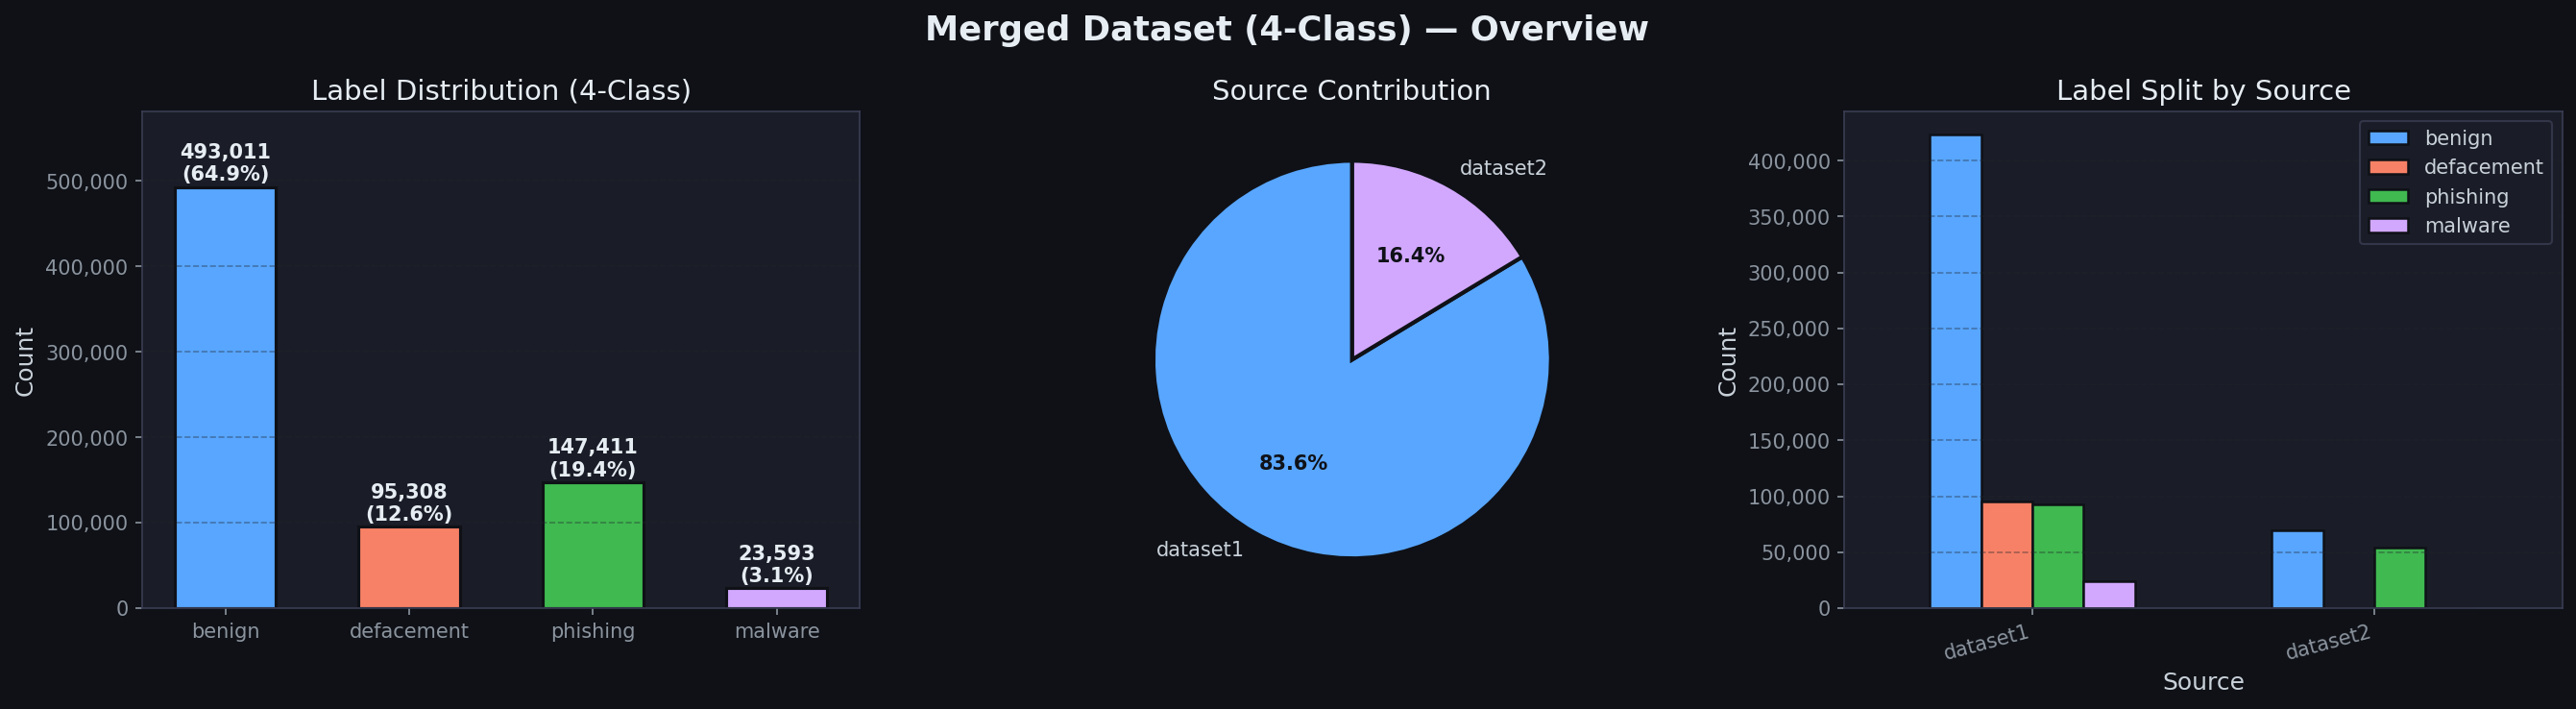 Merged Dataset (4-Class) — Overview
Label Distribution (4-Class)
Count
500,000
400,000
300,000
200,000
100,000
0
493,011
(64.9%)
95,308
(12.6%)
147,411
(19.4%)
23,593
(3.1%)
benign
defacement
phishing
malware
Source Contribution
dataset2
16.4%
83.6%
dataset1
Label Split by Source
Count
400,000
350,000
300,000
250,000
200,000
150,000
100,000
50,000
0
benign
defacement
phishing
malware
dataset1
dataset2
Source